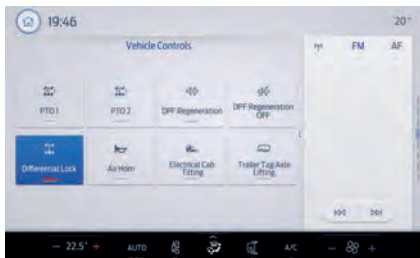 19:46
20°
Vehicle Controls
FM
AF
PTO 1
PTO 2
DPF Regeneration
DPF Regeneration
OFF
Differential Lock
Air Horn
Electrical Cab
Tilting
Trailer Tag Axle
Lifting
− 22.5° +
AUTO
A/C
− +